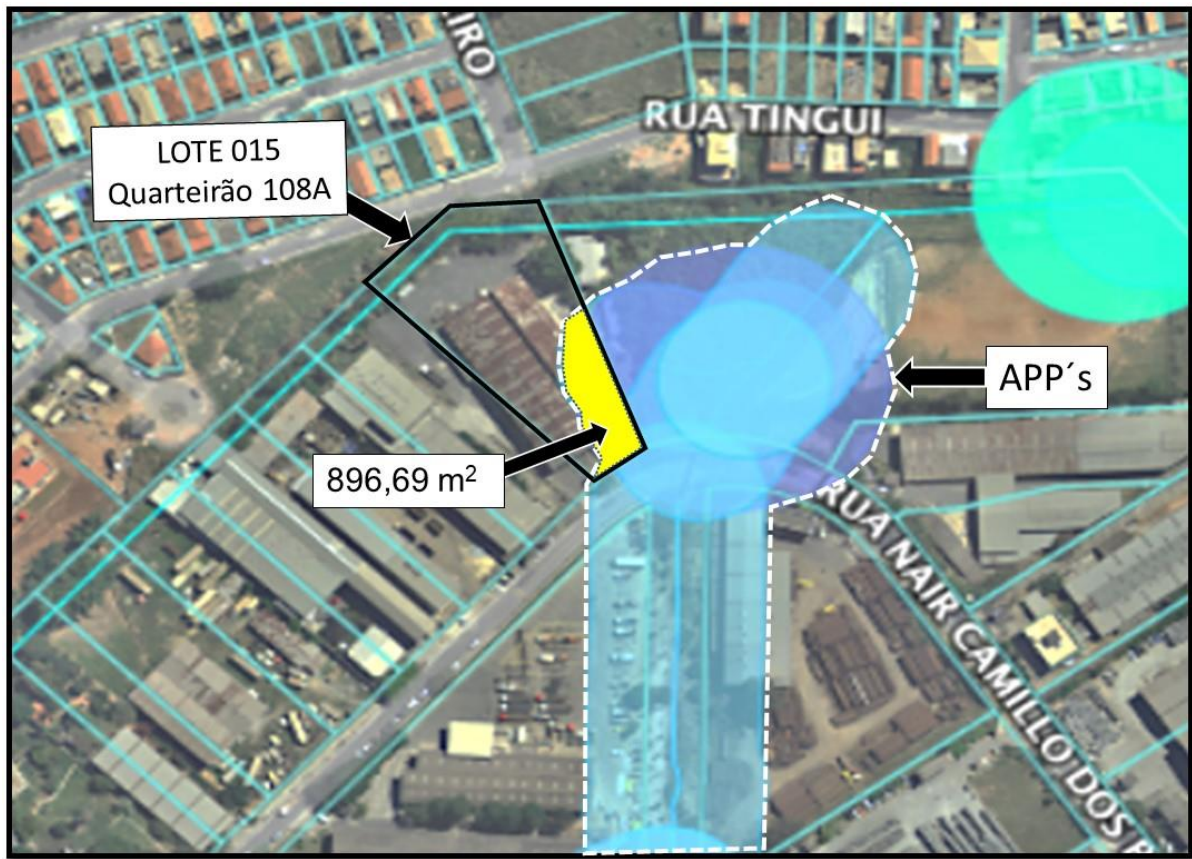 IRO
RUA TINGUI
LOTE 015
Quarteirão 108A
APP´s
896,69 m²
RUA NAIR CAMILLO DOS